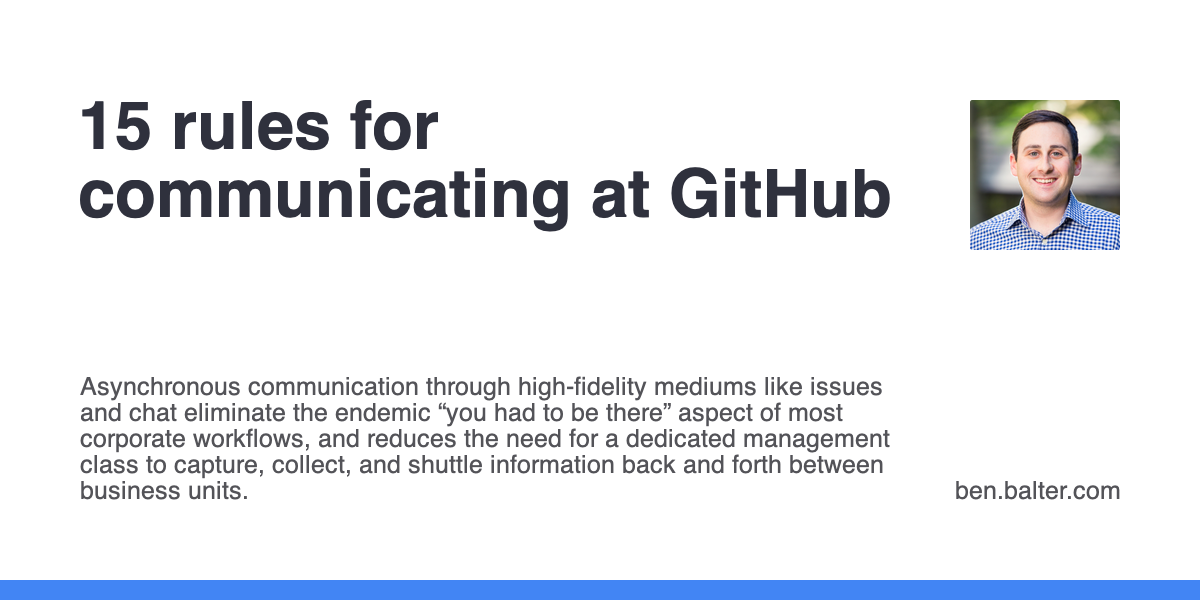 15 rules for
communicating at GitHub
Asynchronous communication through high-fidelity mediums like issues
and chat eliminate the endemic “you had to be there” aspect of most
corporate workflows, and reduces the need for a dedicated management
class to capture, collect, and shuttle information back and forth between
business units.
ben.balter.com